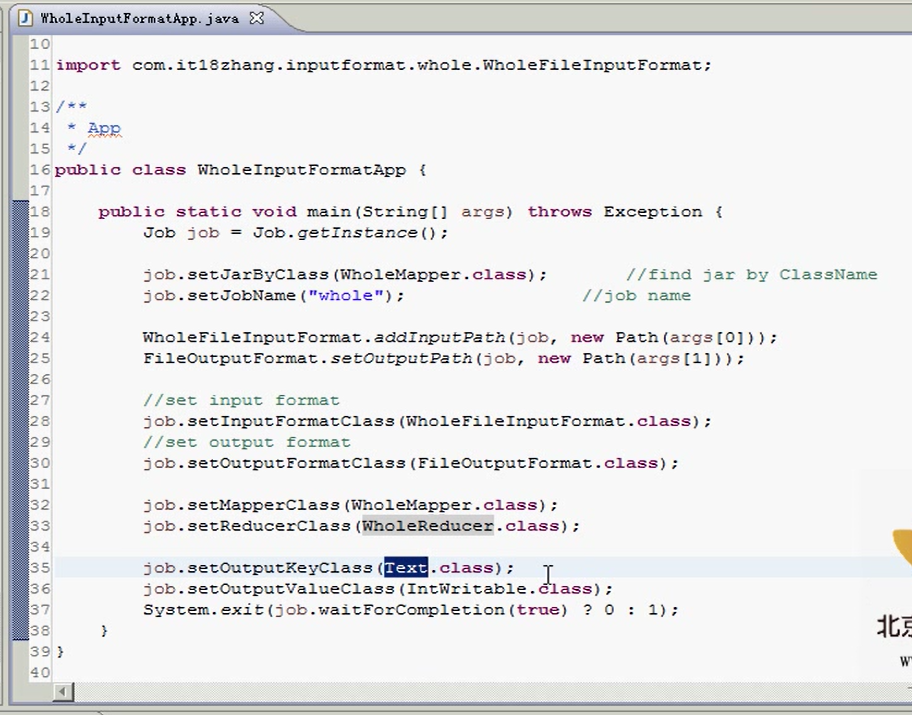 WholeInputFormatApp.java
10
11 import com.it18zhang.inputformat.whole.WholeFileInputFormat;
12
13 /**
14 * App
15 */
16 public class WholeInputFormatApp {
17
18 public static void main(String[] args) throws Exception {
19 Job job = Job.getInstance();
20
21 job.setJarByClass(WholeMapper.class); //find jar by ClassName
22 job.setJobName("whole"); //job name
23
24 WholeFileInputFormat.addInputPath(job, new Path(args[0]));
25 FileOutputFormat.setOutputPath(job, new Path(args[1]));
26
27 //set input format
28 job.setInputFormatClass(WholeFileInputFormat.class);
29 //set output format
30 job.setOutputFormatClass(FileOutputFormat.class);
31
32 job.setMapperClass(WholeMapper.class);
33 job.setReducerClass(WholeReducer.class);
34
35 job.setOutputKeyClass(Text.class);
36 job.setOutputValueClass(IntWritable.class);
37 System.exit(job.waitForCompletion(true) ? 0 : 1);
38 }
39 }
40
北京